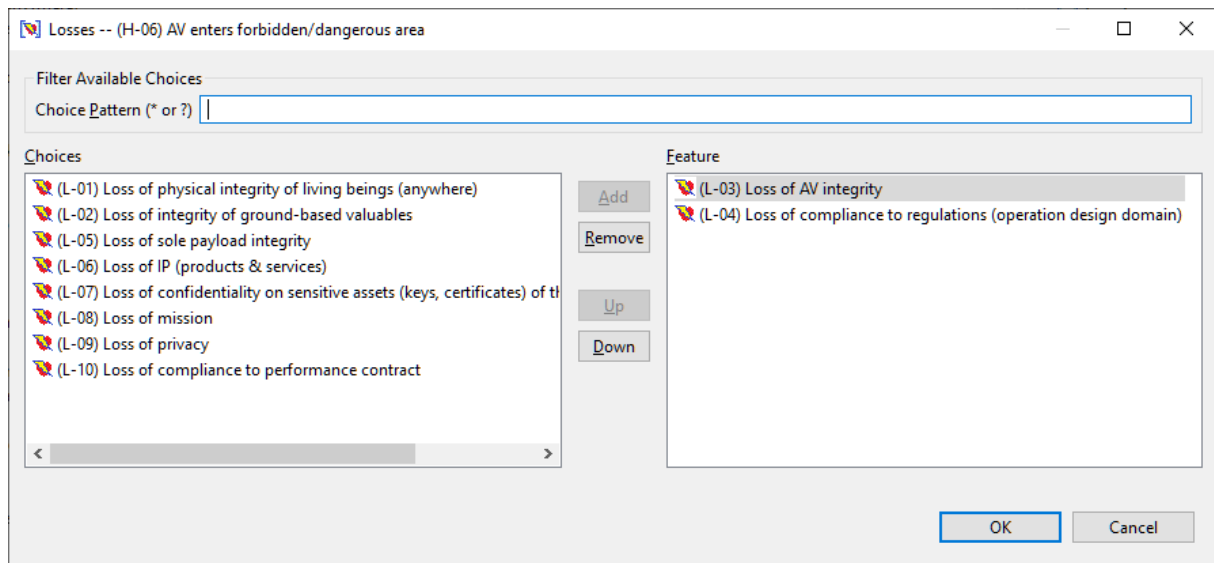 Losses -- (H-06) AV enters forbidden/dangerous area
Filter Available Choices
Choice Pattern (* or ?)
Choices
(L-01) Loss of physical integrity of living beings (anywhere)
(L-02) Loss of integrity of ground-based valuables
(L-05) Loss of sole payload integrity
(L-06) Loss of IP (products & services)
(L-07) Loss of confidentiality on sensitive assets (keys, certificates) of
(L-08) Loss of mission
(L-09) Loss of privacy
(L-10) Loss of compliance to performance contract
Add
Remove
Up
Down
Feature
(L-03) Loss of AV integrity
(L-04) Loss of compliance to regulations (operation design domain)
OK
Cancel